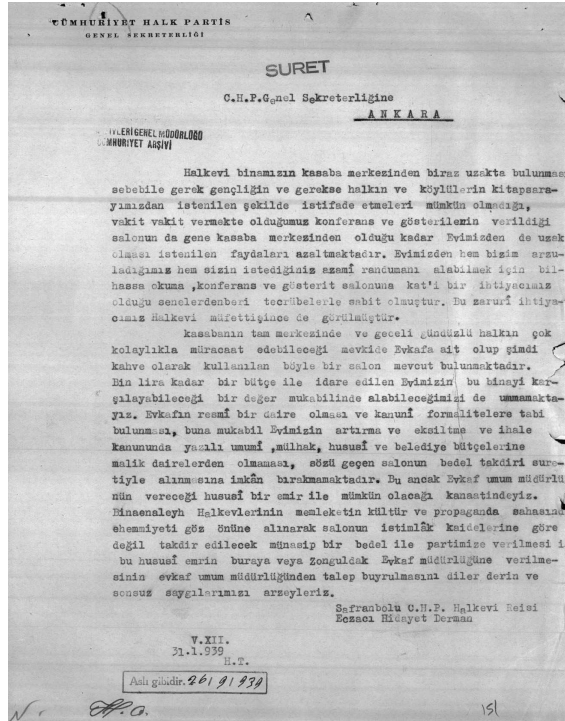 CÜMHURİYET HALK PARTİS
GENEL SEKRETERLİĞİ
SURET
C.H.P.Genel Sekreterliğine
ANKARA
İVLERİ GENEL MÜDÜRLÜĞÜ
CUMHURİYET ARŞİVİ
Halkevi binamızın kasaba merkezinden biraz uzakta bulunması
sebebile gerek gençliğin ve gerekse halkın ve köylülerin kitapsara-
yımızdan istenilen şekilde istifade etmeleri mümkün olmadığı,
vakit vakit vermekte olduğumuz konferans ve gösterilerin verildiği
salonun da gene kasaba merkezinden olduğu kadar Evimizden de uzak
olması istenilen faydaları azaltmaktadır. Evimizden hem bizim arzu-
ladığımız hem sizin istediğiniz azamî randumanı alabilmek için bil-
hassa okuma ,konferans ve gösterit salonuna kat'i bir ihtiyacımız
olduğu senelerdenberi tecrübelerle sabit olmuştur. Bu zarurî ihtiya-
cımız Halkevi müfettişince de görülmüştür.
kasabanın tam merkezinde ve geceli gündüzlü halkın çok
kolaylıkla müracaat edebileceği mevkide Evkafa ait olup şimdi
kahve olarak kullanılan böyle bir salon mevcut bulunmaktadır.
Bin lira kadar bir bütçe ile idare edilen Evimizin bu binayi kar-
şılayabileceği bir değer mukabilinde alabileceğimizi de ummamakta-
yız. Evkafın resmî bir daire olması ve kanunî formalitelere tabi
bulunması, buna mukabil Evimizin artırma ve eksiltme ve ihale
kanununda yazılı umumî ,mülhak, hususî ve belediye bütçelerine
malik dairelerden olmaması, sözü geçen salonun bedel takdiri sure-
tiyle alınmasına imkân bırakmamaktadır. Bu ancak Evkaf umum müdürlü
nün vereceği hususî bir emir ile mümkün olacağı kanaatindeyiz.
Binaenaleyh Halkevlerinin memleketin kültür ve propaganda sahasınd
ehemmiyeti göz önüne alınarak salonun istimlâk kaidelerine göre
değil takdir edilecek münasip bir bedel ile partimize verilmesi i
bu hususî emrin buraya veya Zonguldak Evkaf müdürlüğüne verilme-
sinin evkaf umum müdürlüğünden talep buyrulmasını diler derin ve
sonsuz saygılarımızı arzeyleriz.
Safranbolu C.H.P. Halkevi Reisi
Eczacı Hidayet Derman
V.XII.
31.1.939
H.T.
Aslı gibidir. 26/9/939
151